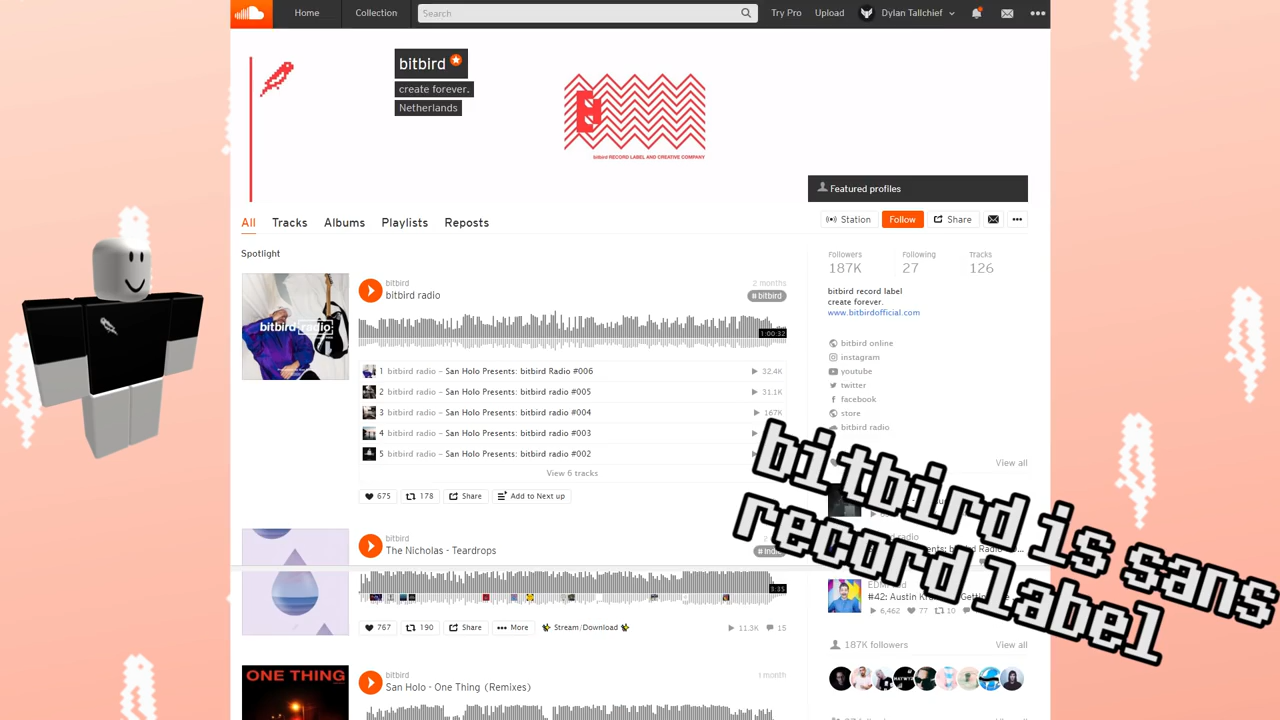 Home
Collection
Search
Try Pro
Upload
Dylan Tallchief
bitbird
create forever.
Netherlands
bitbird RECORD LABEL AND CREATIVE COMPANY
Featured profiles
All
Tracks
Albums
Playlists
Reposts
Station
Follow
Share
Spotlight
bitbird
bitbird radio
2 months
# bitbird
bitbird radio
1:00:32
1 bitbird radio – San Holo Presents: bitbird Radio #006 32.4K
2 bitbird radio – San Holo Presents: bitbird radio #005 31.1K
3 bitbird radio – San Holo Presents: bitbird radio #004 167K
4 bitbird radio – San Holo Presents: bitbird radio #003
5 bitbird radio – San Holo Presents: bitbird radio #002
View 6 tracks
675 178 Share Add to Next up
bitbird
The Nicholas - Teardrops
3:35
767 190 Share More Stream/Download 11.3K 15
bitbird
San Holo - One Thing (Remixes)
1 month
ONE THING
Followers
187K
Following
27
Tracks
126
bitbird record label
create forever.
www.bitbirdofficial.com
bitbird online
instagram
youtube
twitter
facebook
store
bitbird radio
View all
6,462 77 10
187K followers
View all
bitbird is sans
record label